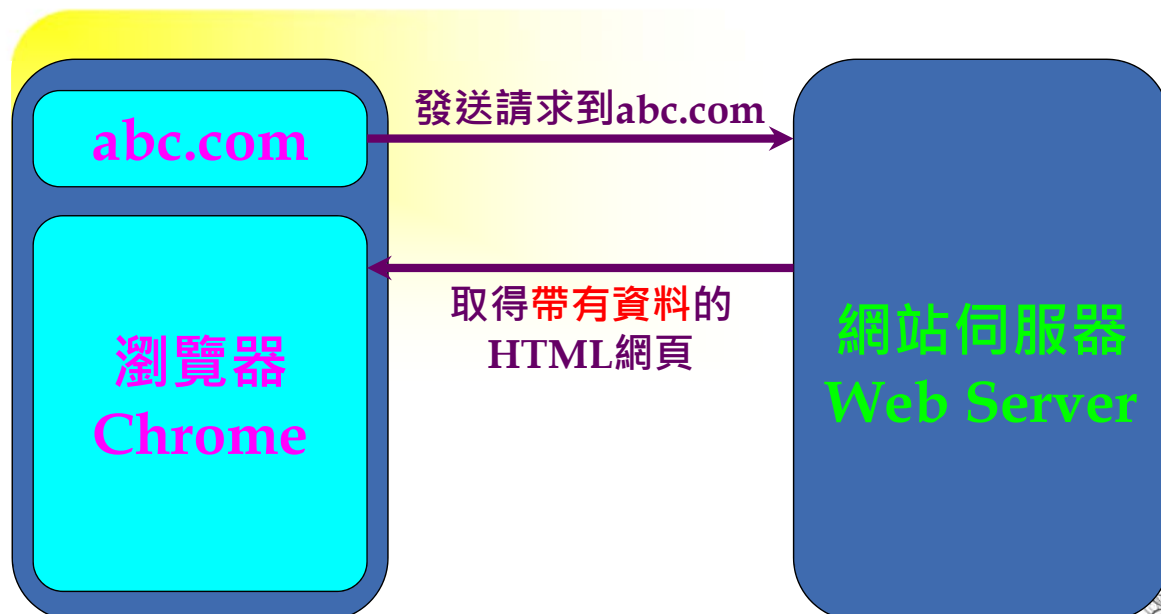 abc.com
發送請求到abc.com
取得帶有資料的
HTML網頁
瀏覽器
Chrome
網站伺服器
Web Server